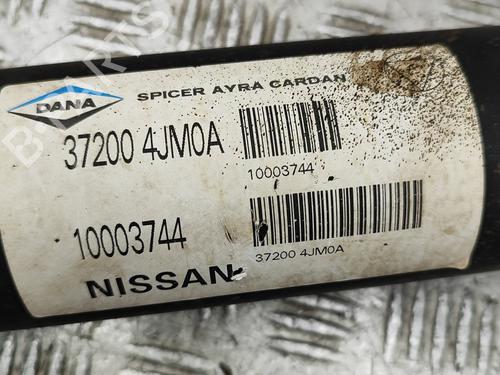 DANA
SPICER AYRA CARDAN
37200 4JM0A
10003744
10003744
37200 4JM0A
NISSAN